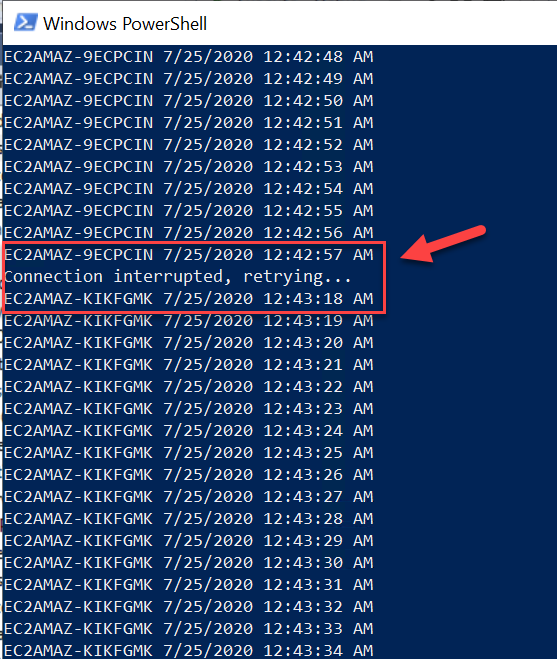 Windows PowerShell
EC2AMAZ-9ECPCIN 7/25/2020 12:42:48 AM
EC2AMAZ-9ECPCIN 7/25/2020 12:42:49 AM
EC2AMAZ-9ECPCIN 7/25/2020 12:42:50 AM
EC2AMAZ-9ECPCIN 7/25/2020 12:42:51 AM
EC2AMAZ-9ECPCIN 7/25/2020 12:42:52 AM
EC2AMAZ-9ECPCIN 7/25/2020 12:42:53 AM
EC2AMAZ-9ECPCIN 7/25/2020 12:42:54 AM
EC2AMAZ-9ECPCIN 7/25/2020 12:42:55 AM
EC2AMAZ-9ECPCIN 7/25/2020 12:42:56 AM
EC2AMAZ-9ECPCIN 7/25/2020 12:42:57 AM
Connection interrupted, retrying...
EC2AMAZ-KIKFGMK 7/25/2020 12:43:18 AM
EC2AMAZ-KIKFGMK 7/25/2020 12:43:19 AM
EC2AMAZ-KIKFGMK 7/25/2020 12:43:20 AM
EC2AMAZ-KIKFGMK 7/25/2020 12:43:21 AM
EC2AMAZ-KIKFGMK 7/25/2020 12:43:22 AM
EC2AMAZ-KIKFGMK 7/25/2020 12:43:23 AM
EC2AMAZ-KIKFGMK 7/25/2020 12:43:24 AM
EC2AMAZ-KIKFGMK 7/25/2020 12:43:25 AM
EC2AMAZ-KIKFGMK 7/25/2020 12:43:26 AM
EC2AMAZ-KIKFGMK 7/25/2020 12:43:27 AM
EC2AMAZ-KIKFGMK 7/25/2020 12:43:28 AM
EC2AMAZ-KIKFGMK 7/25/2020 12:43:29 AM
EC2AMAZ-KIKFGMK 7/25/2020 12:43:30 AM
EC2AMAZ-KIKFGMK 7/25/2020 12:43:31 AM
EC2AMAZ-KIKFGMK 7/25/2020 12:43:32 AM
EC2AMAZ-KIKFGMK 7/25/2020 12:43:33 AM
EC2AMAZ-KIKFGMK 7/25/2020 12:43:34 AM